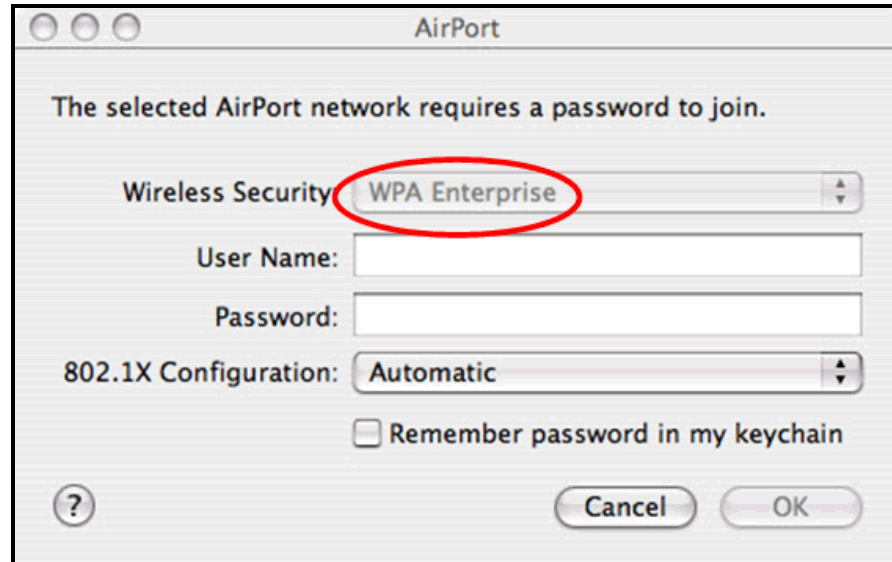 AirPort
The selected AirPort network requires a password to join.
Wireless Security: WPA Enterprise
User Name:
Password:
802.1X Configuration: Automatic
Remember password in my keychain
? Cancel OK